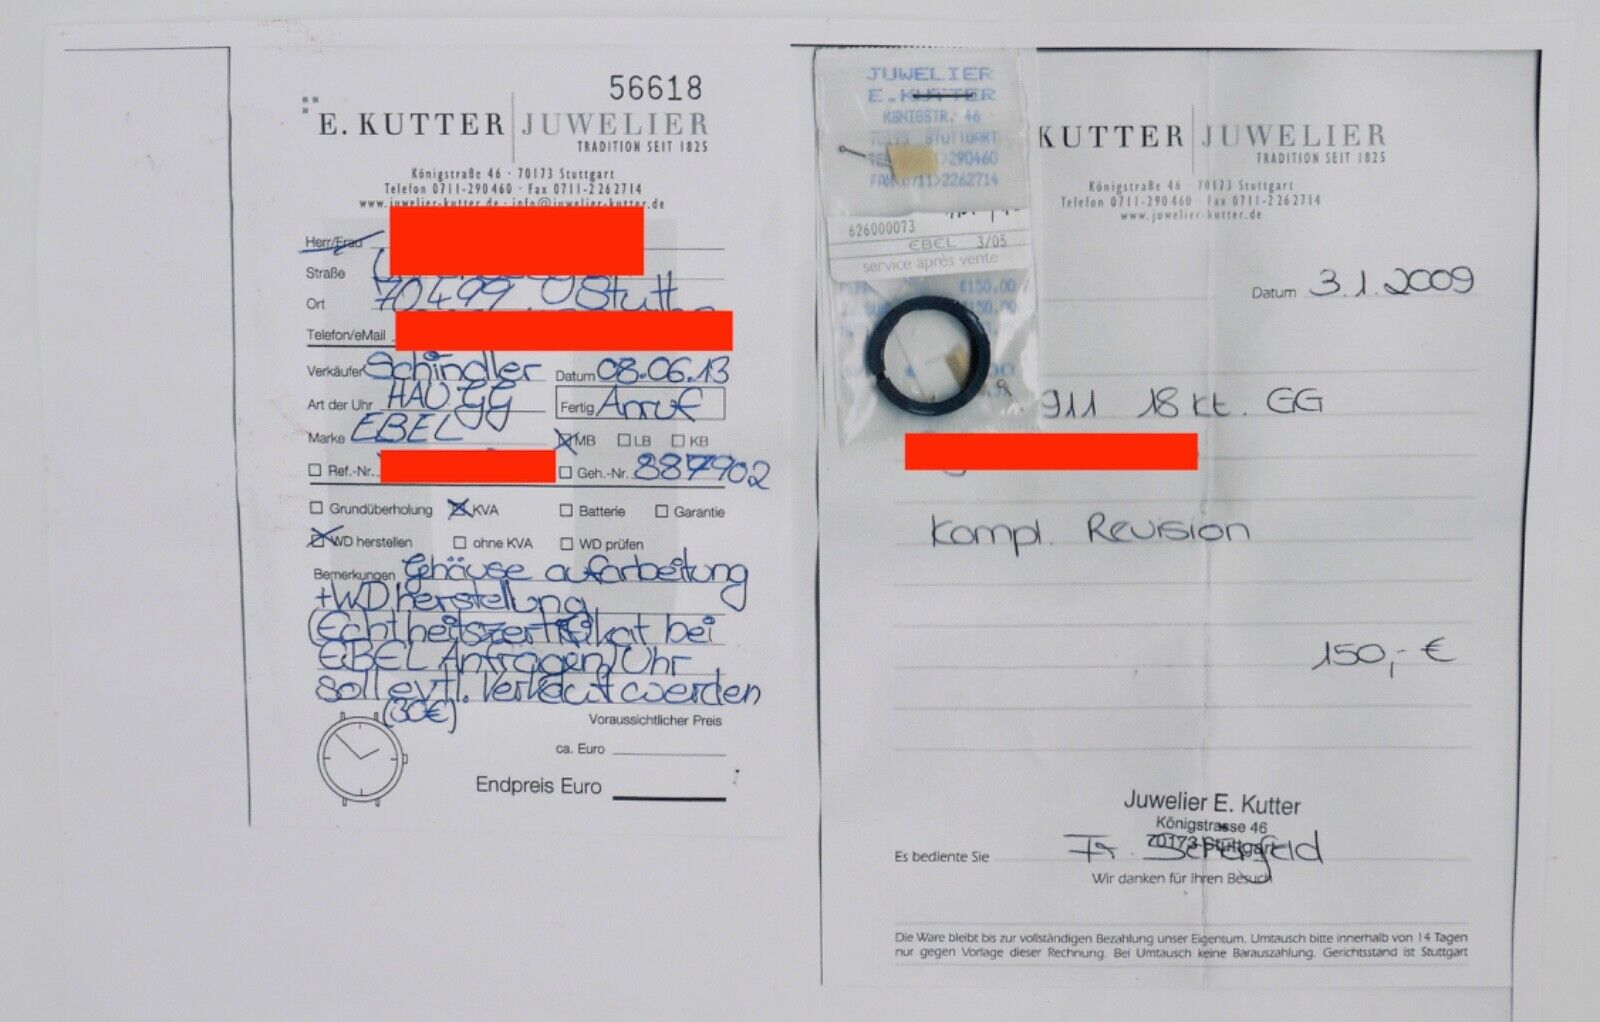 56618
E. KUTTER JUWELIER
TRADITION SEIT 1825
Königstraße 46 · 70173 Stuttgart
Telefon 0711-290460 · Fax 0711-2262714
www.juwelier-kutter.de · info@juwelier-kutter.de
Herr/Frau
Straße
Ort 70499 Stutt
Telefon/eMail
Verkäufer Schindler Datum 08.06.13
Art der Uhr HAU GG Fertig Anruf
Marke EBEL MB LB KB
Ref.-Nr. Geh.-Nr. 887902
Grundüberholung KVA Batterie Garantie
WD herstellen ohne KVA WD prüfen
Bemerkungen Gehäuse aufarbeitung
+WD herstellung
(Echtheitszertifikat bei
EBEL Anfragen) Uhr
soll evtl. Verkauft werden
(30€)
Voraussichtlicher Preis
ca. Euro
Endpreis Euro
JUWELIER
E. KUTTER
KÖNIGSTR. 46
70173 STUTTGART
290460
FAX 0711>2262714
626000073
EBEL 3/05
service après vente
€150,00
KUTTER JUWELIER
TRADITION SEIT 1825
Königstraße 46 · 70173 Stuttgart
Telefon 0711-290460 · Fax 0711-2262714
www.juwelier-kutter.de
Datum 3.1.2009
911 18 kt. GG
Kompl. Revision
150,- €
Juwelier E. Kutter
Königstrasse 46
70173 Stuttgart
Es bediente Sie Fr.
Wir danken für Ihren Besuch
Die Ware bleibt bis zur vollständigen Bezahlung unser Eigentum. Umtausch bitte innerhalb von 14 Tagen
nur gegen Vorlage dieser Rechnung. Bei Umtausch keine Barauszahlung. Gerichtsstand ist Stuttgart